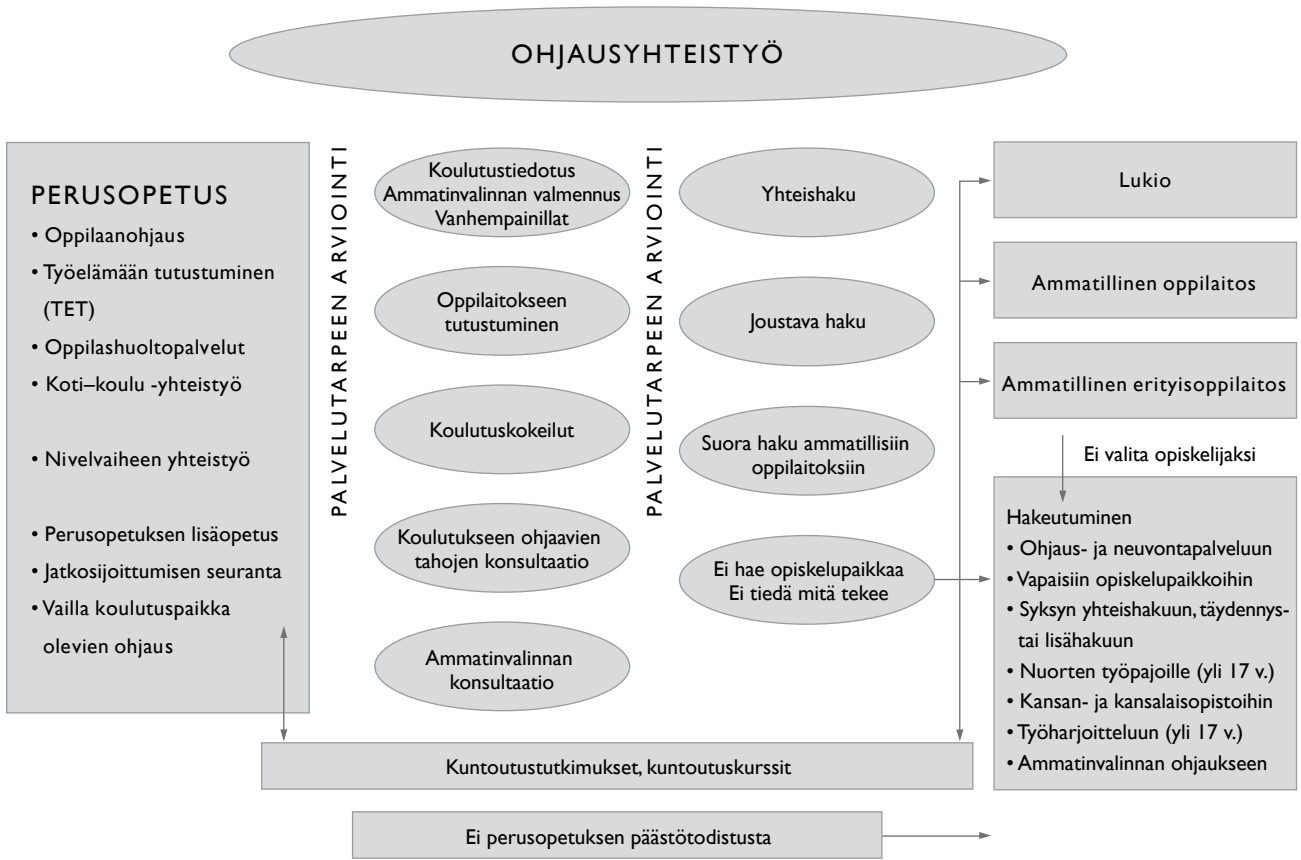 OHJAUSYHTEISTYÖ
PERUSOPETUS
• Oppilaanohjaus
• Työelämään tutustuminen
(TET)
• Oppilashuoltopalvelut
• Koti–koulu -yhteistyö
• Nivelvaiheen yhteistyö
• Perusopetuksen lisäopetus
• Jatkosijoittumisen seuranta
• Vailla koulutuspaikka
olevien ohjaus
PALVELUTARPEEN ARVIOINTI
Koulutustiedotus
Ammatinvalinnan valmennus
Vanhempainillat
Oppilaitokseen
tutustuminen
Koulutuskokeilut
Koulutukseen ohjaavien
tahojen konsultaatio
Ammatinvalinnan
konsultaatio
PALVELUTARPEEN ARVIOINTI
Yhteishaku
Joustava haku
Suora haku ammatillisiin
oppilaitoksiin
Ei hae opiskelupaikkaa
Ei tiedä mitä tekee
Lukio
Ammatillinen oppilaitos
Ammatillinen erityisoppilaitos
Ei valita opiskelijaksi
Hakeutuminen
• Ohjaus- ja neuvontapalveluun
• Vapaisiin opiskelupaikkoihin
• Syksyn yhteishakuun, täydennys-
tai lisähakuun
• Nuorten työpajoille (yli 17 v.)
• Kansan- ja kansalaisopistoihin
• Työharjoitteluun (yli 17 v.)
• Ammatinvalinnan ohjaukseen
Kuntoutustutkimukset, kuntoutuskurssit
Ei perusopetuksen päästötodistusta